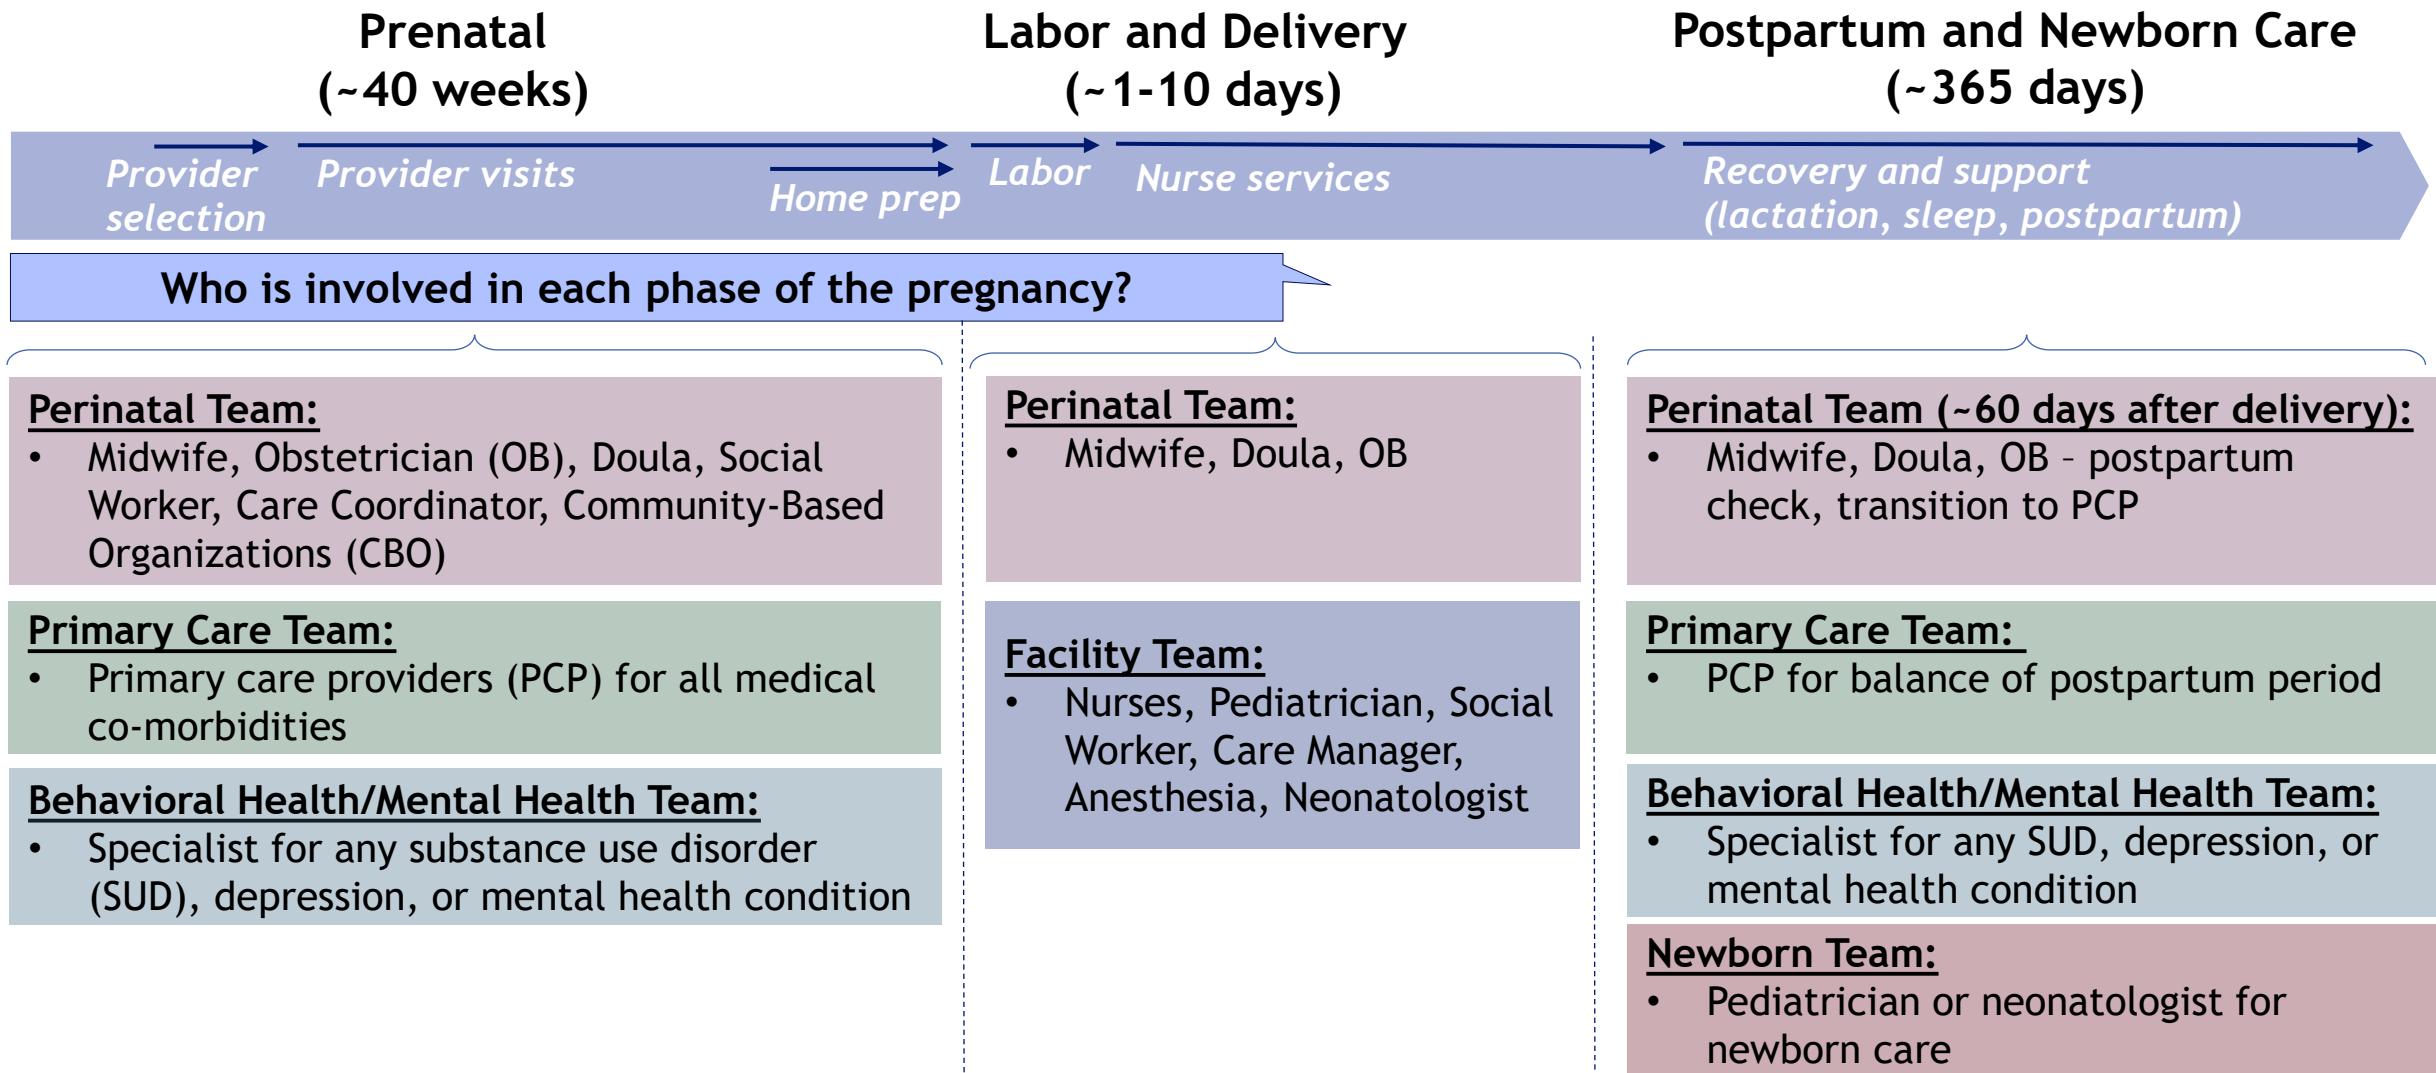 Prenatal
(~40 weeks)
Labor and Delivery
(~1-10 days)
Postpartum and Newborn Care
(~365 days)
Provider
selection
Provider visits
Home prep
Labor
Nurse services
Recovery and support
(lactation, sleep, postpartum)
Who is involved in each phase of the pregnancy?
Perinatal Team:
• Midwife, Obstetrician (OB), Doula, Social
Worker, Care Coordinator, Community-Based
Organizations (CBO)
Primary Care Team:
• Primary care providers (PCP) for all medical
co-morbidities
Behavioral Health/Mental Health Team:
• Specialist for any substance use disorder
(SUD), depression, or mental health condition
Perinatal Team:
• Midwife, Doula, OB
Facility Team:
• Nurses, Pediatrician, Social
Worker, Care Manager,
Anesthesia, Neonatologist
Perinatal Team (~60 days after delivery):
• Midwife, Doula, OB – postpartum
check, transition to PCP
Primary Care Team:
• PCP for balance of postpartum period
Behavioral Health/Mental Health Team:
• Specialist for any SUD, depression, or
mental health condition
Newborn Team:
• Pediatrician or neonatologist for
newborn care